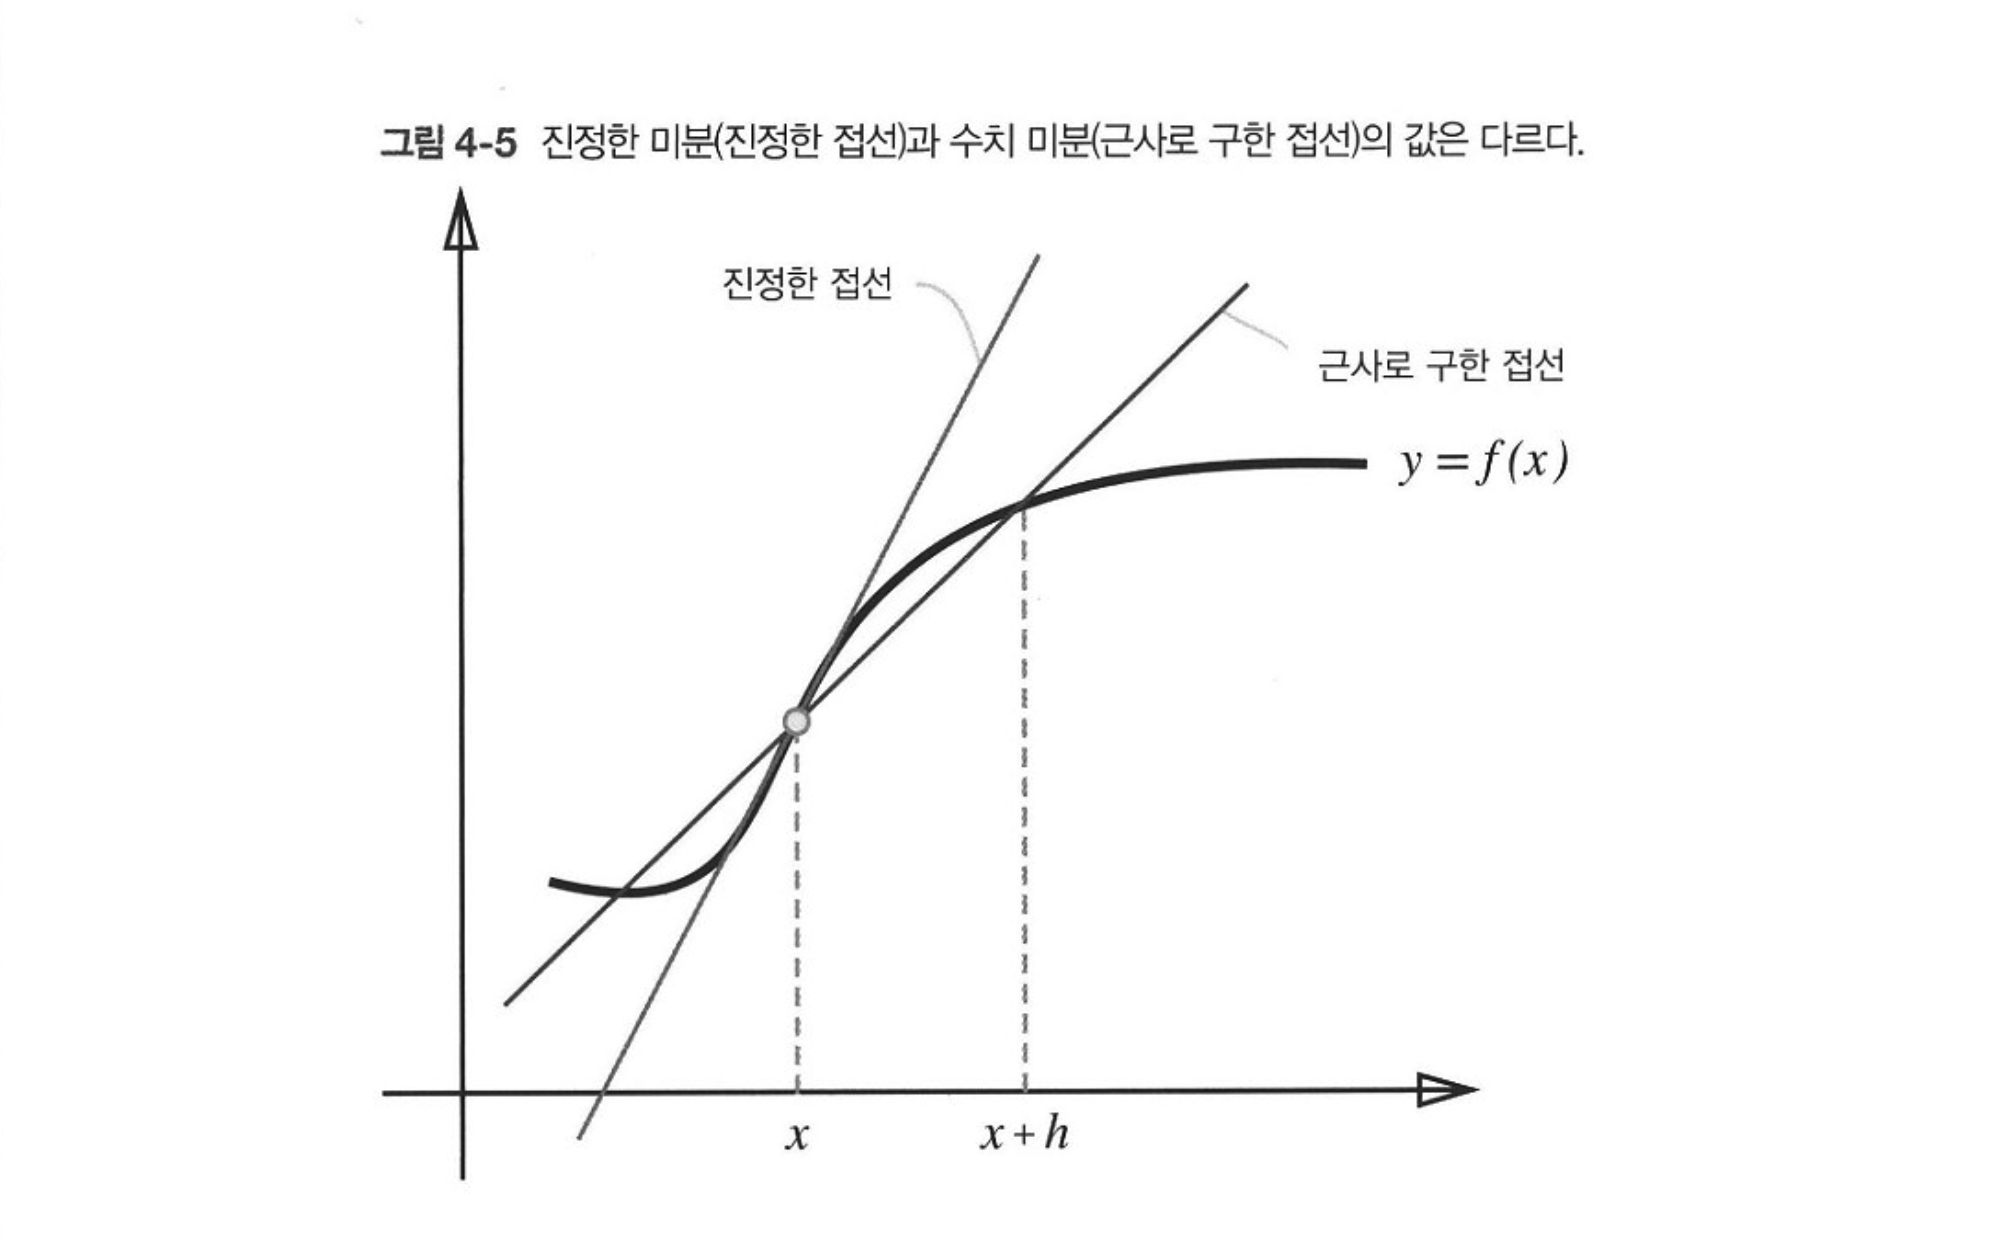 그림 4-5 진정한 미분(진정한 접선)과 수치 미분(근사로 구한 접선)의 값은 다르다.
진정한 접선
근사로 구한 접선
y = f(x)
x
x + h